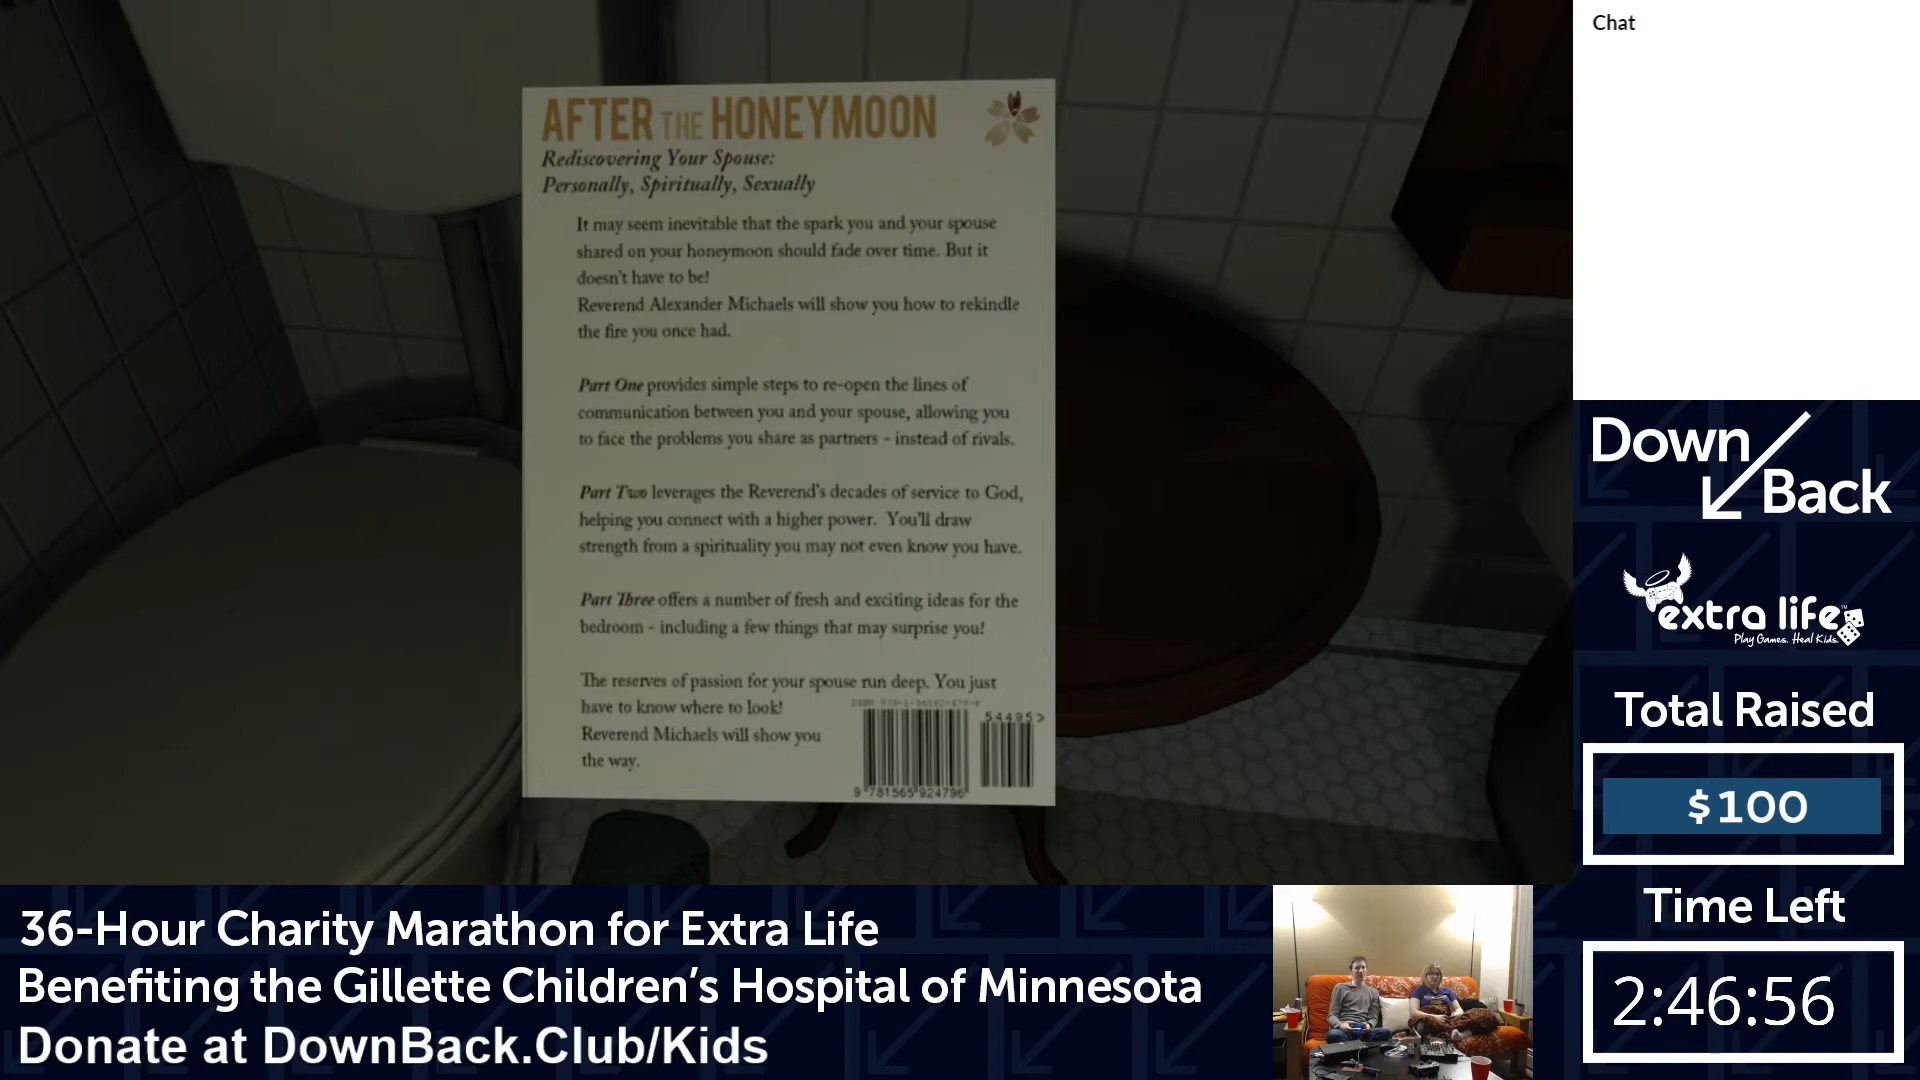 AFTER THE HONEYMOON
Rediscovering Your Spouse:
Personally, Spiritually, Sexually
It may seem inevitable that the spark you and your spouse
shared on your honeymoon should fade over time. But it
doesn't have to be!
Reverend Alexander Michaels will show you how to rekindle
the fire you once had.
Part One provides simple steps to re-open the lines of
communication between you and your spouse, allowing you
to face the problems you share as partners - instead of rivals.
Part Two leverages the Reverend's decades of service to God,
helping you connect with a higher power. You'll draw
strength from a spirituality you may not even know you have.
Part Three offers a number of fresh and exciting ideas for the
bedroom - including a few things that may surprise you!
The reserves of passion for your spouse run deep. You just
have to know where to look!
Reverend Michaels will show you
the way.
54495>
9 781565 924796
Chat
Down
Back
extra life
Play Games. Heal Kids.
Total Raised
$100
Time Left
2:46:56
36-Hour Charity Marathon for Extra Life
Benefiting the Gillette Children's Hospital of Minnesota
Donate at DownBack.Club/Kids